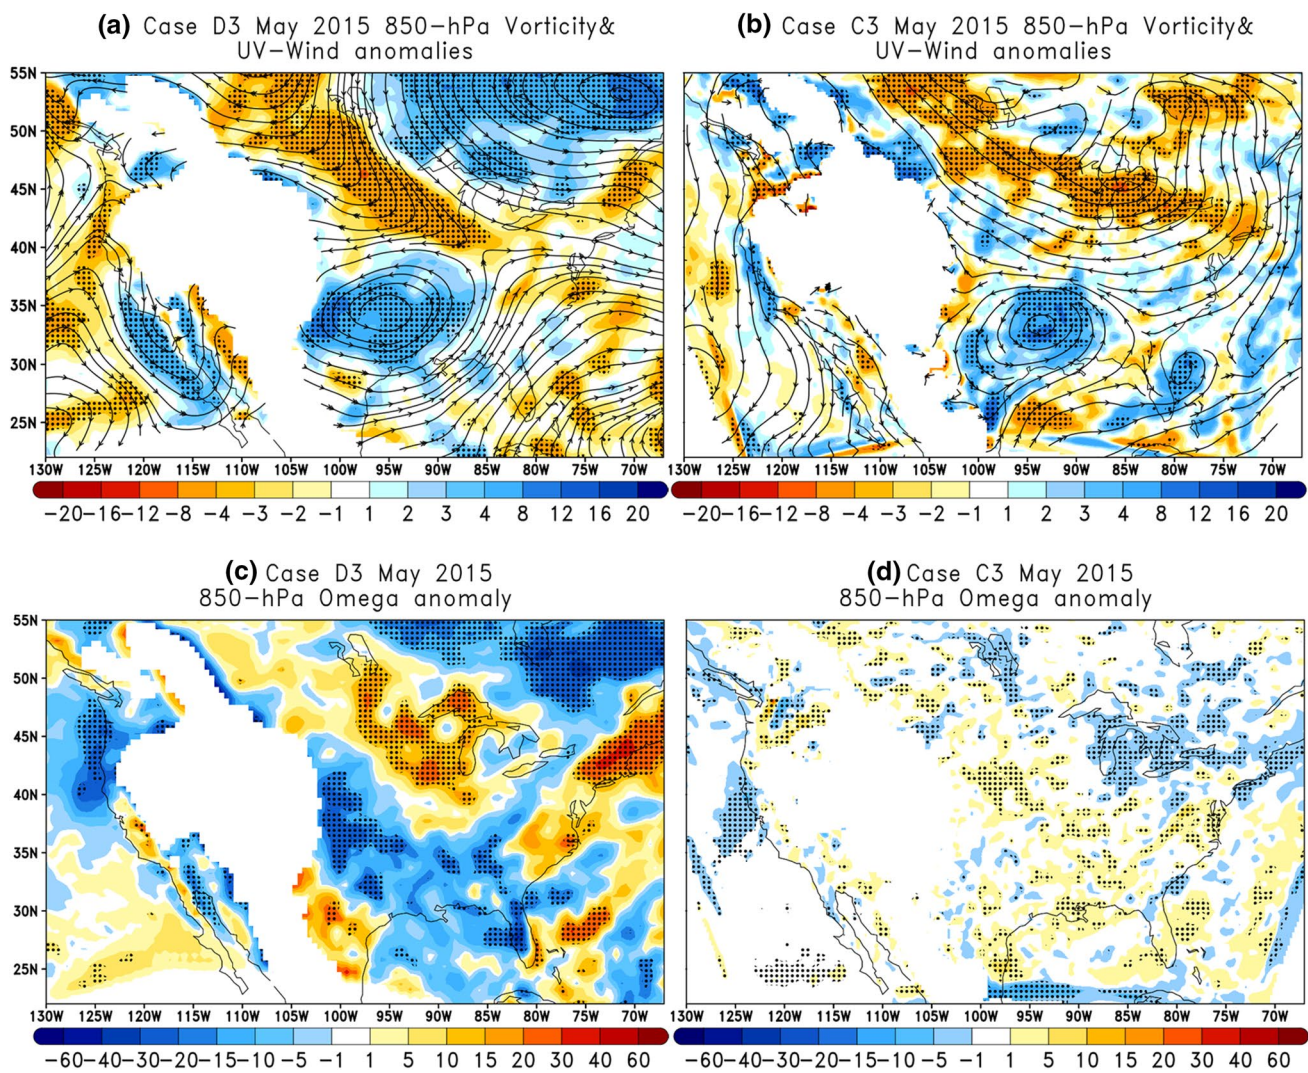 (a) Case D3 May 2015 850-hPa Vorticity&
UV-Wind anomalies
(b) Case C3 May 2015 850-hPa Vorticity&
UV-Wind anomalies
55N
50N
45N
40N
35N
30N
25N
130W 125W 120W 115W 110W 105W 100W 95W 90W 85W 80W 75W 70W
130W 125W 120W 115W 110W 105W 100W 95W 90W 85W 80W 75W 70W
-20 -16 -12 -8 -4 -3 -2 -1 1 2 3 4 8 12 16 20
-20 -16 -12 -8 -4 -3 -2 -1 1 2 3 4 8 12 16 20
(c) Case D3 May 2015
850-hPa Omega anomaly
(d) Case C3 May 2015
850-hPa Omega anomaly
55N
50N
45N
40N
35N
30N
25N
130W 125W 120W 115W 110W 105W 100W 95W 90W 85W 80W 75W 70W
130W 125W 120W 115W 110W 105W 100W 95W 90W 85W 80W 75W 70W
-60 -40 -30 -20 -15 -10 -5 -1 1 5 10 15 20 30 40 60
-60 -40 -30 -20 -15 -10 -5 -1 1 5 10 15 20 30 40 60